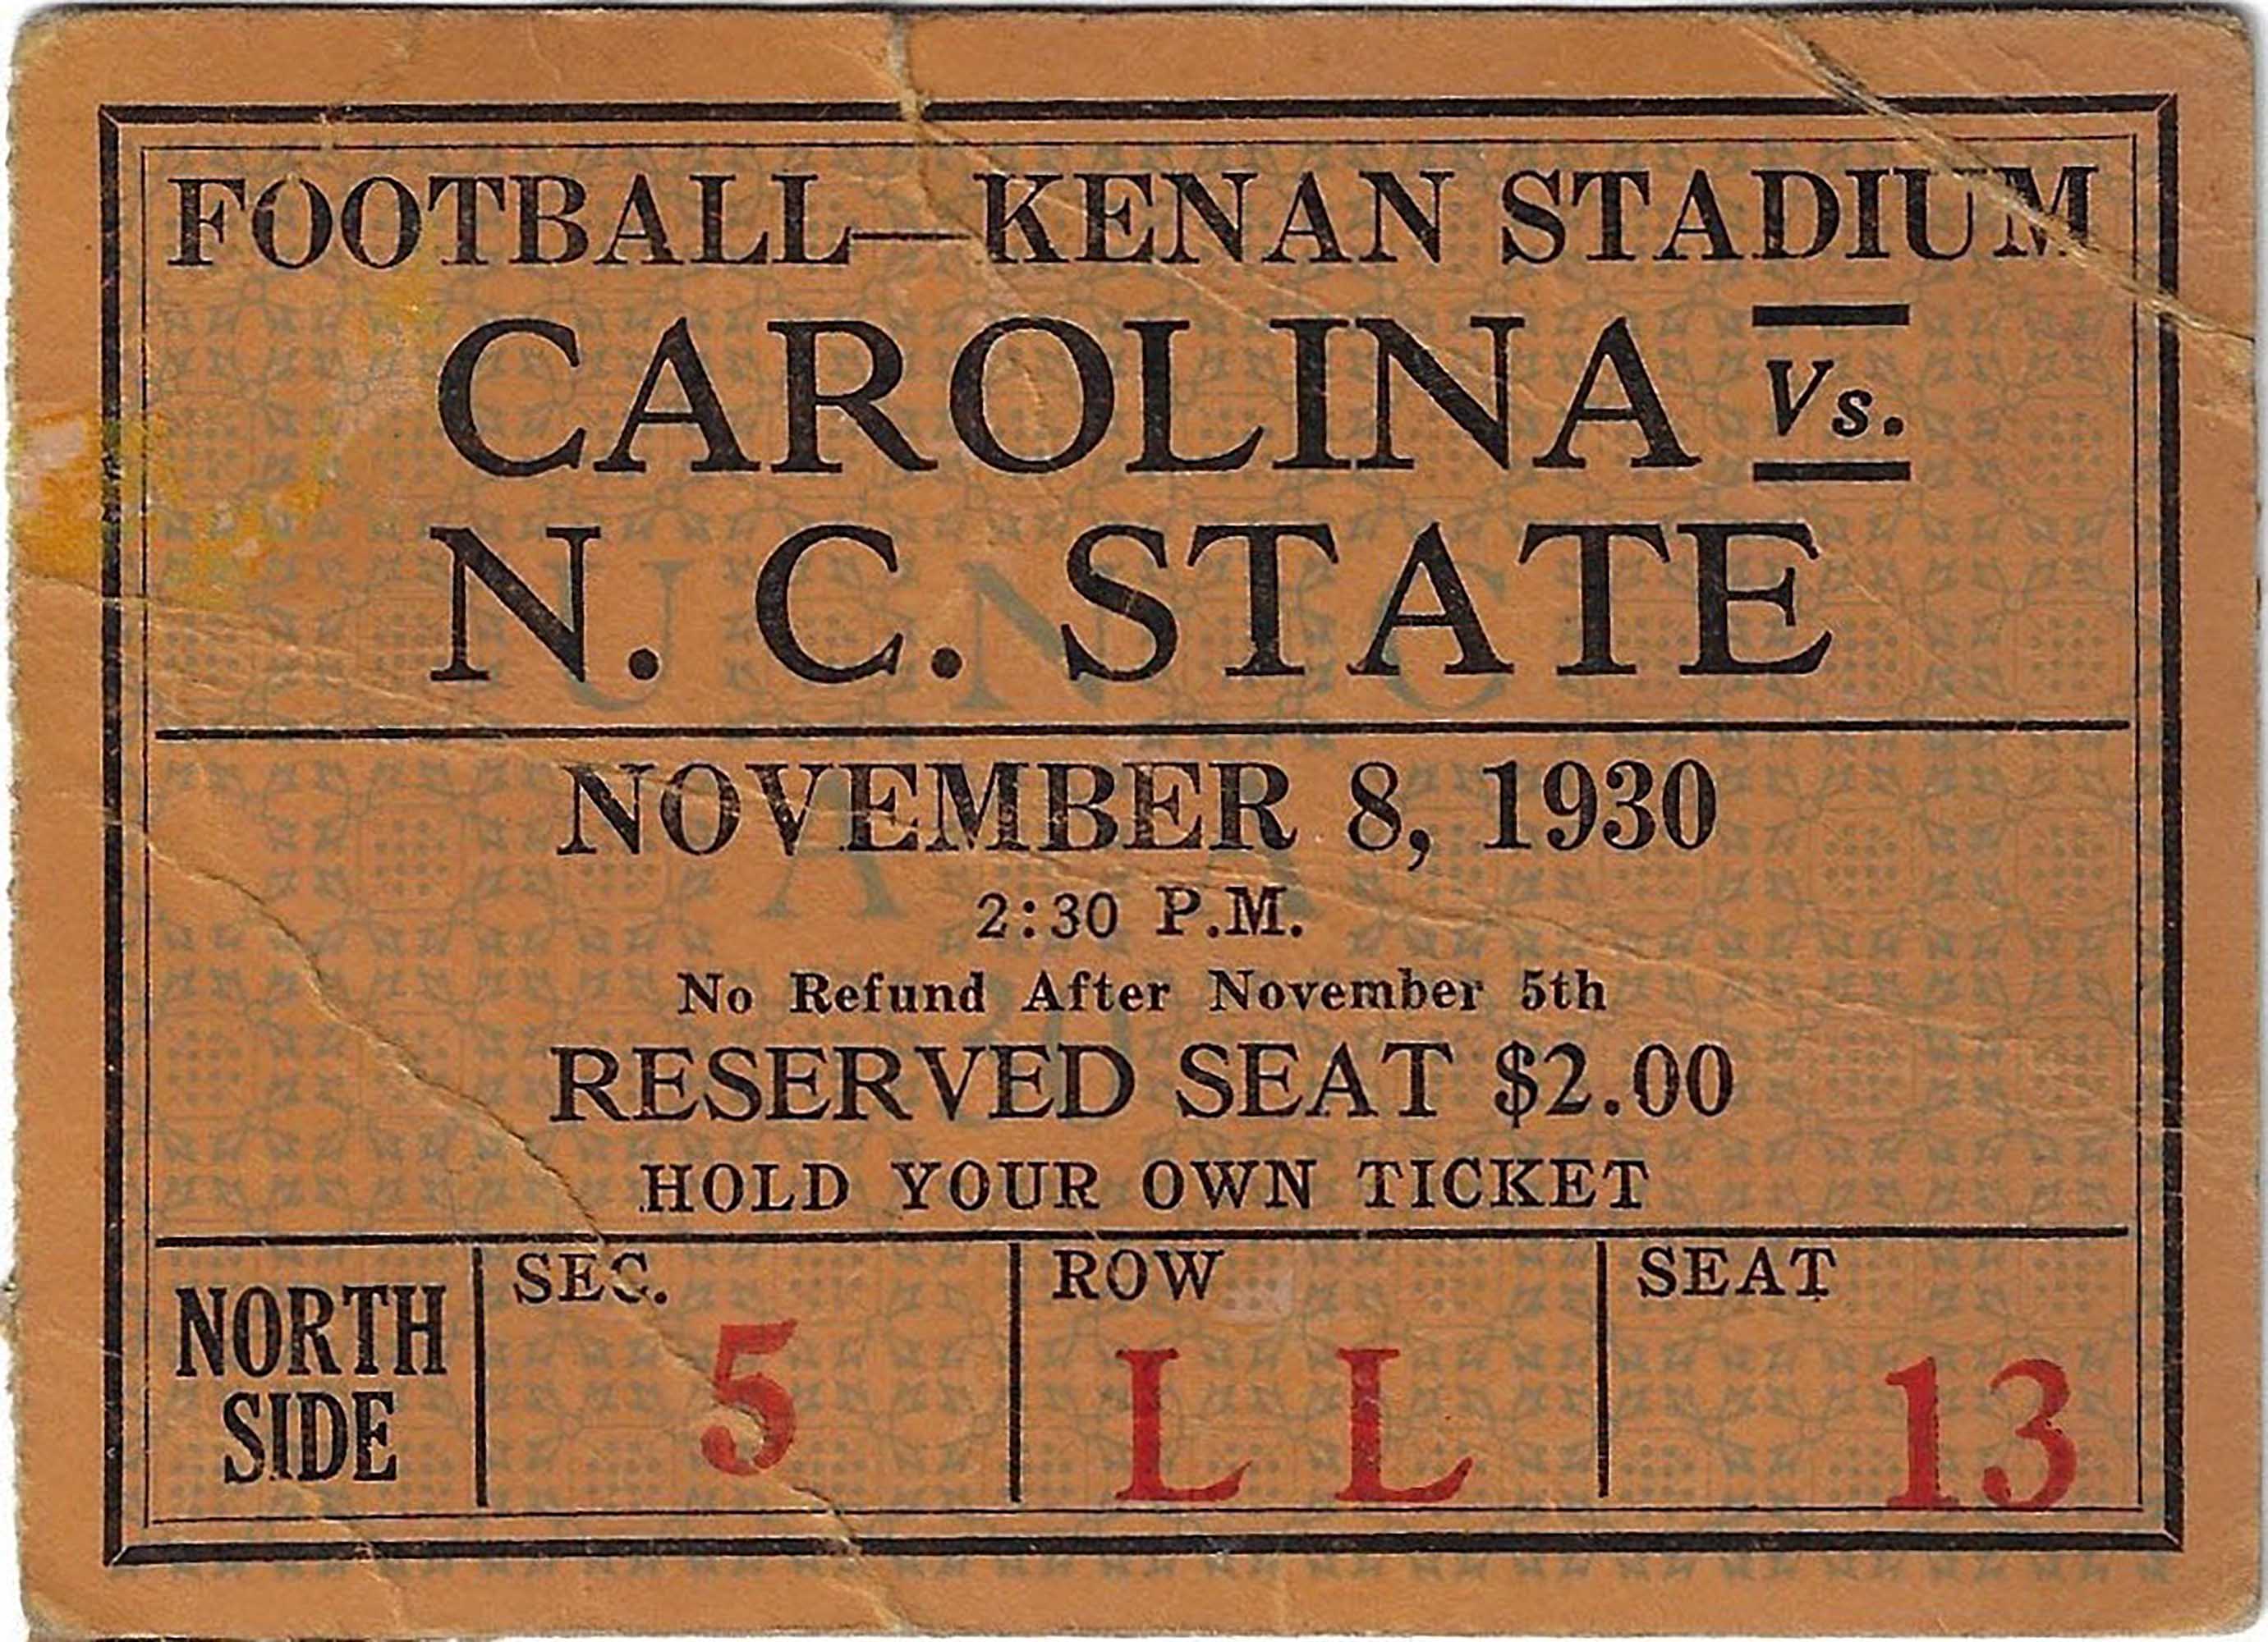 FOOTBALL—KENAN STADIUM
CAROLINA Vs.
N. C. STATE
UNC
NOVEMBER 8, 1930
A A
2:30 P.M.
No Refund After November 5th
RESERVED SEAT $2.00
HOLD YOUR OWN TICKET
NORTH SIDE
SEC.
5
ROW
L L
SEAT
13